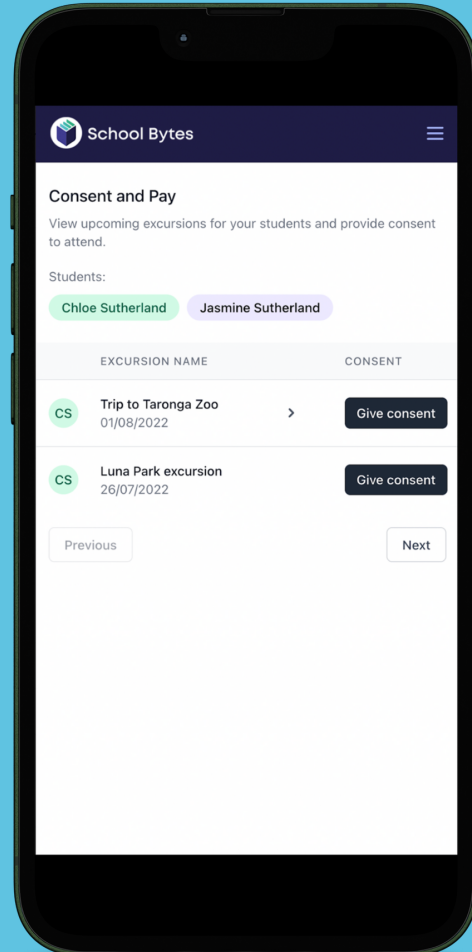 School Bytes
Consent and Pay
View upcoming excursions for your students and provide consent
to attend.
Students:
Chloe Sutherland Jasmine Sutherland
EXCURSION NAME CONSENT
CS Trip to Taronga Zoo Give consent
01/08/2022
CS Luna Park excursion Give consent
26/07/2022
Previous Next